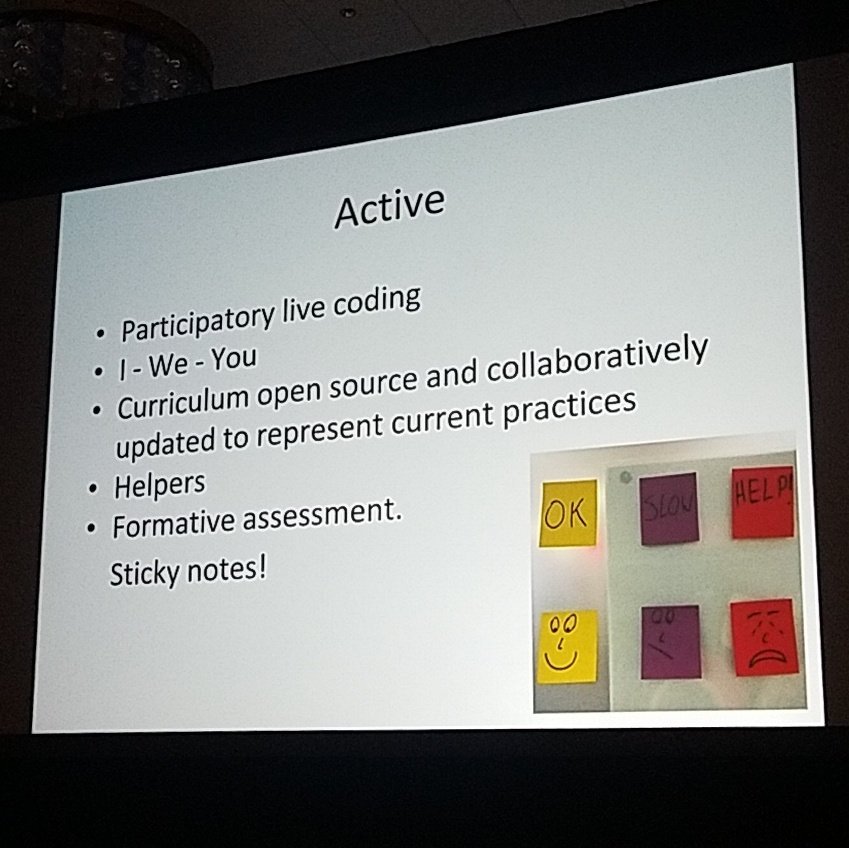 Active
• Participatory live coding
• I - We - You
• Curriculum open source and collaboratively
updated to represent current practices
• Helpers
• Formative assessment.
Sticky notes!
OK
SLOW
HELP!